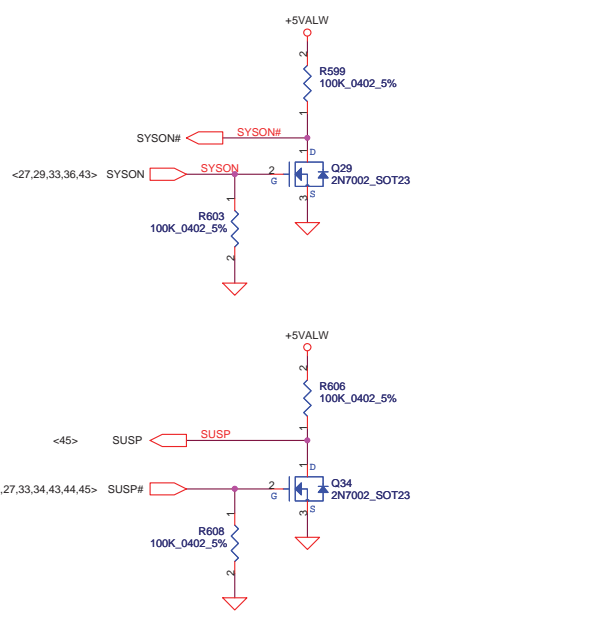 +5VALW
2
R599
100K_0402_5%
1
SYSON#
SYSON#
1
D
Q29
2N7002_SOT23
<27,29,33,36,43>
SYSON
SYSON
2
G
3
S
1
R603
100K_0402_5%
2
+5VALW
2
R606
100K_0402_5%
1
<45>
SUSP
SUSP
1
D
Q34
2N7002_SOT23
,27,33,34,43,44,45>
SUSP#
2
G
3
S
1
R608
100K_0402_5%
2